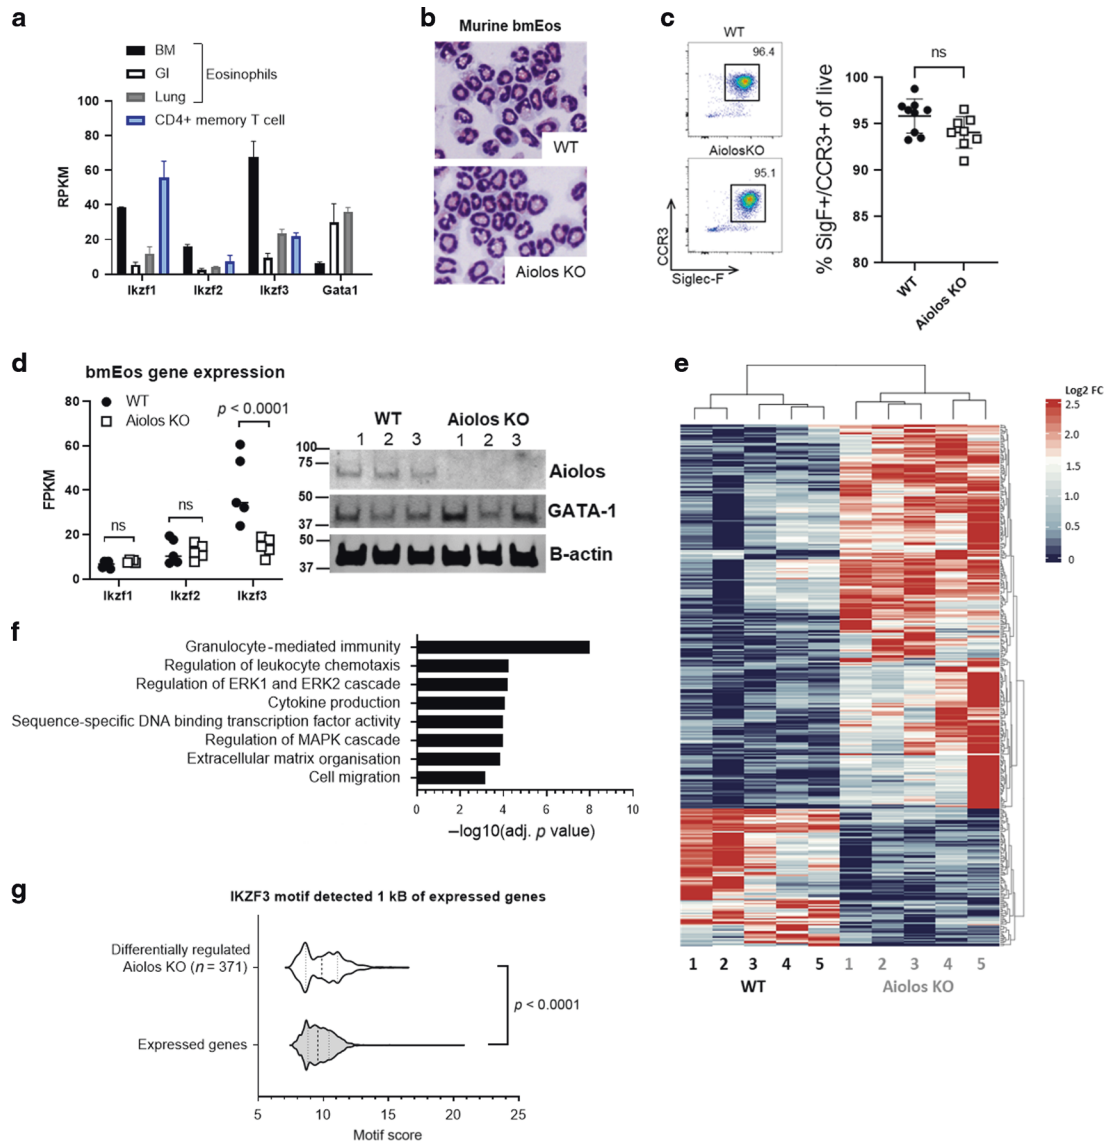 a
BM
GI
Eosinophils
Lung
CD4+ memory T cell
RPKM
100
80
60
40
20
0
Ikzf1
Ikzf2
Ikzf3
Gata1
b
Murine bmEos
WT
Aiolos KO
c
WT
96.4
AiolosKO
95.1
CCR3
Siglec-F
ns
% SigF+/CCR3+ of live
100
95
90
85
80
WT
Aiolos KO
d
bmEos gene expression
WT
Aiolos KO
p < 0.0001
ns
ns
FPKM
80
60
40
20
0
Ikzf1
Ikzf2
Ikzf3
WT
Aiolos KO
1 2 3 1 2 3
100
75
Aiolos
50
37
GATA-1
50
37
B-actin
e
Log2 FC
2.5
2.0
1.5
1.0
0.5
0
1 2 3 4 5 1 2 3 4 5
WT
Aiolos KO
f
Granulocyte-mediated immunity
Regulation of leukocyte chemotaxis
Regulation of ERK1 and ERK2 cascade
Cytokine production
Sequence-specific DNA binding transcription factor activity
Regulation of MAPK cascade
Extracellular matrix organisation
Cell migration
0 2 4 6 8 10
−log10(adj. p value)
g
IKZF3 motif detected 1 kB of expressed genes
Differentially regulated
Aiolos KO (n = 371)
Expressed genes
p < 0.0001
5 10 15 20 25
Motif score